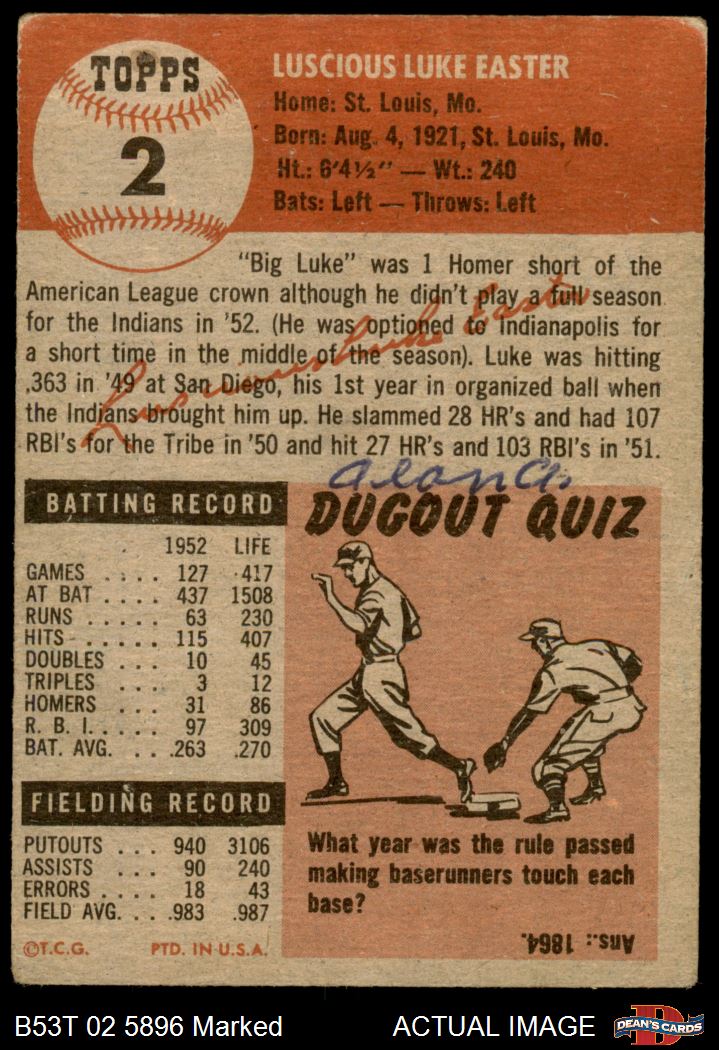 TOPPS
2
LUSCIOUS LUKE EASTER
Home: St. Louis, Mo.
Born: Aug. 4, 1921, St. Louis, Mo.
Ht.: 6'4½" — Wt.: 240
Bats: Left — Throws: Left
"Big Luke" was 1 Homer short of the
American League crown although he didn't play a full season
for the Indians in '52. (He was optioned to Indianapolis for
a short time in the middle of the season). Luke was hitting
.363 in '49 at San Diego, his 1st year in organized ball when
the Indians brought him up. He slammed 28 HR's and had 107
RBI's for the Tribe in '50 and hit 27 HR's and 103 RBI's in '51.
Luscious Luke Easter
BATTING RECORD
1952 LIFE
GAMES .... 127 417
AT BAT .... 437 1508
RUNS ..... 63 230
HITS ...... 115 407
DOUBLES ... 10 45
TRIPLES ... 3 12
HOMERS ... 31 86
R. B. I. .... 97 309
BAT. AVG. .. .263 .270
FIELDING RECORD
PUTOUTS ... 940 3106
ASSISTS ... 90 240
ERRORS .... 18 43
FIELD AVG. .. .983 .987
©T.C.G. PTD. IN U.S.A.
DUGOUT QUIZ
What year was the rule passed
making baserunners touch each
base?
Ans.: 1864.
B53T 02 5896 Marked ACTUAL IMAGE
DEAN'S CARDS